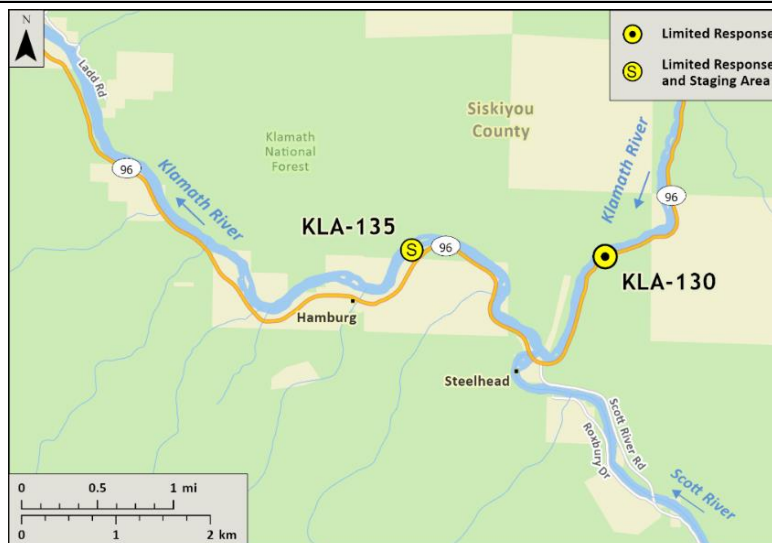 N
Limited Response
Limited Response
and Staging Area
Ladd Rd
Siskiyou
County
Klamath
National
Forest
96
Klamath River
Klamath River
96
KLA-135
S
96
KLA-130
Hamburg
Steelhead
Scott River Rd
Roxbury Dr
Scott River
0 0.5 1 mi
0 1 2 km
S